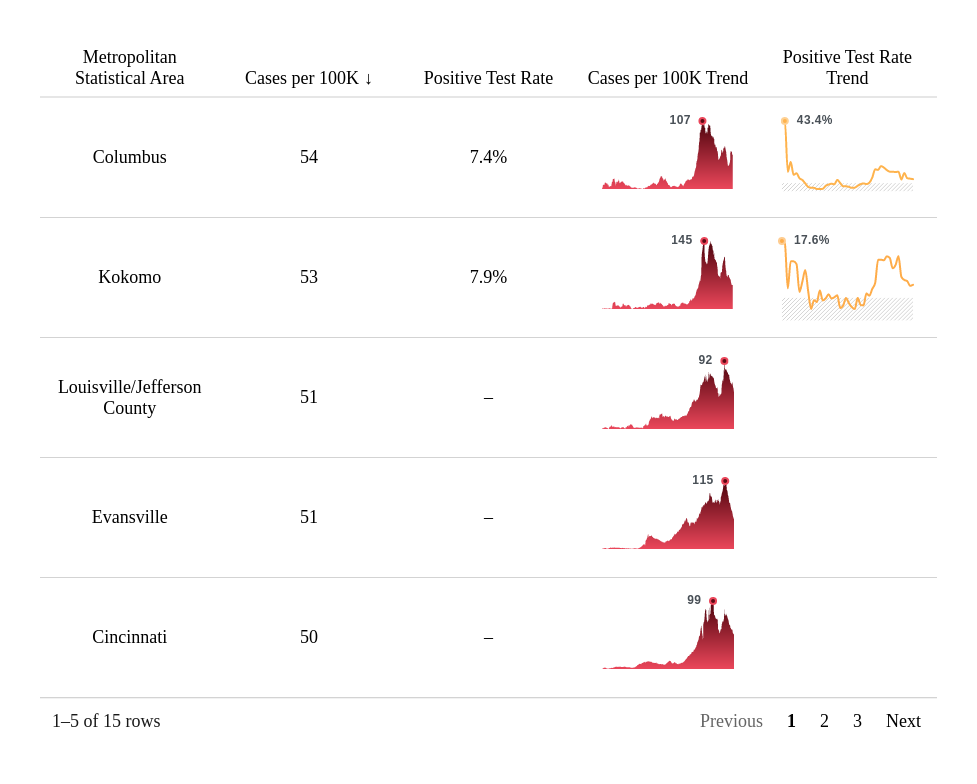 Metropolitan
Statistical Area
Cases per 100K ↓
Positive Test Rate
Cases per 100K Trend
Positive Test Rate
Trend
Columbus
54
7.4%
107
43.4%
Kokomo
53
7.9%
145
17.6%
Louisville/Jefferson
County
51
–
92
Evansville
51
–
115
Cincinnati
50
–
99
1–5 of 15 rows
Previous 1 2 3 Next